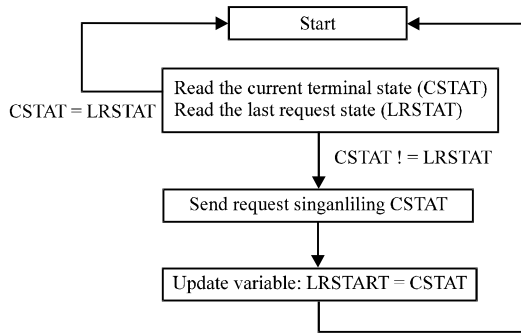 Start
Read the current terminal state (CSTAT)
Read the last request state (LRSTAT)
CSTAT = LRSTAT
CSTAT ! = LRSTAT
Send request singanliling CSTAT
Update variable: LRSTART = CSTAT